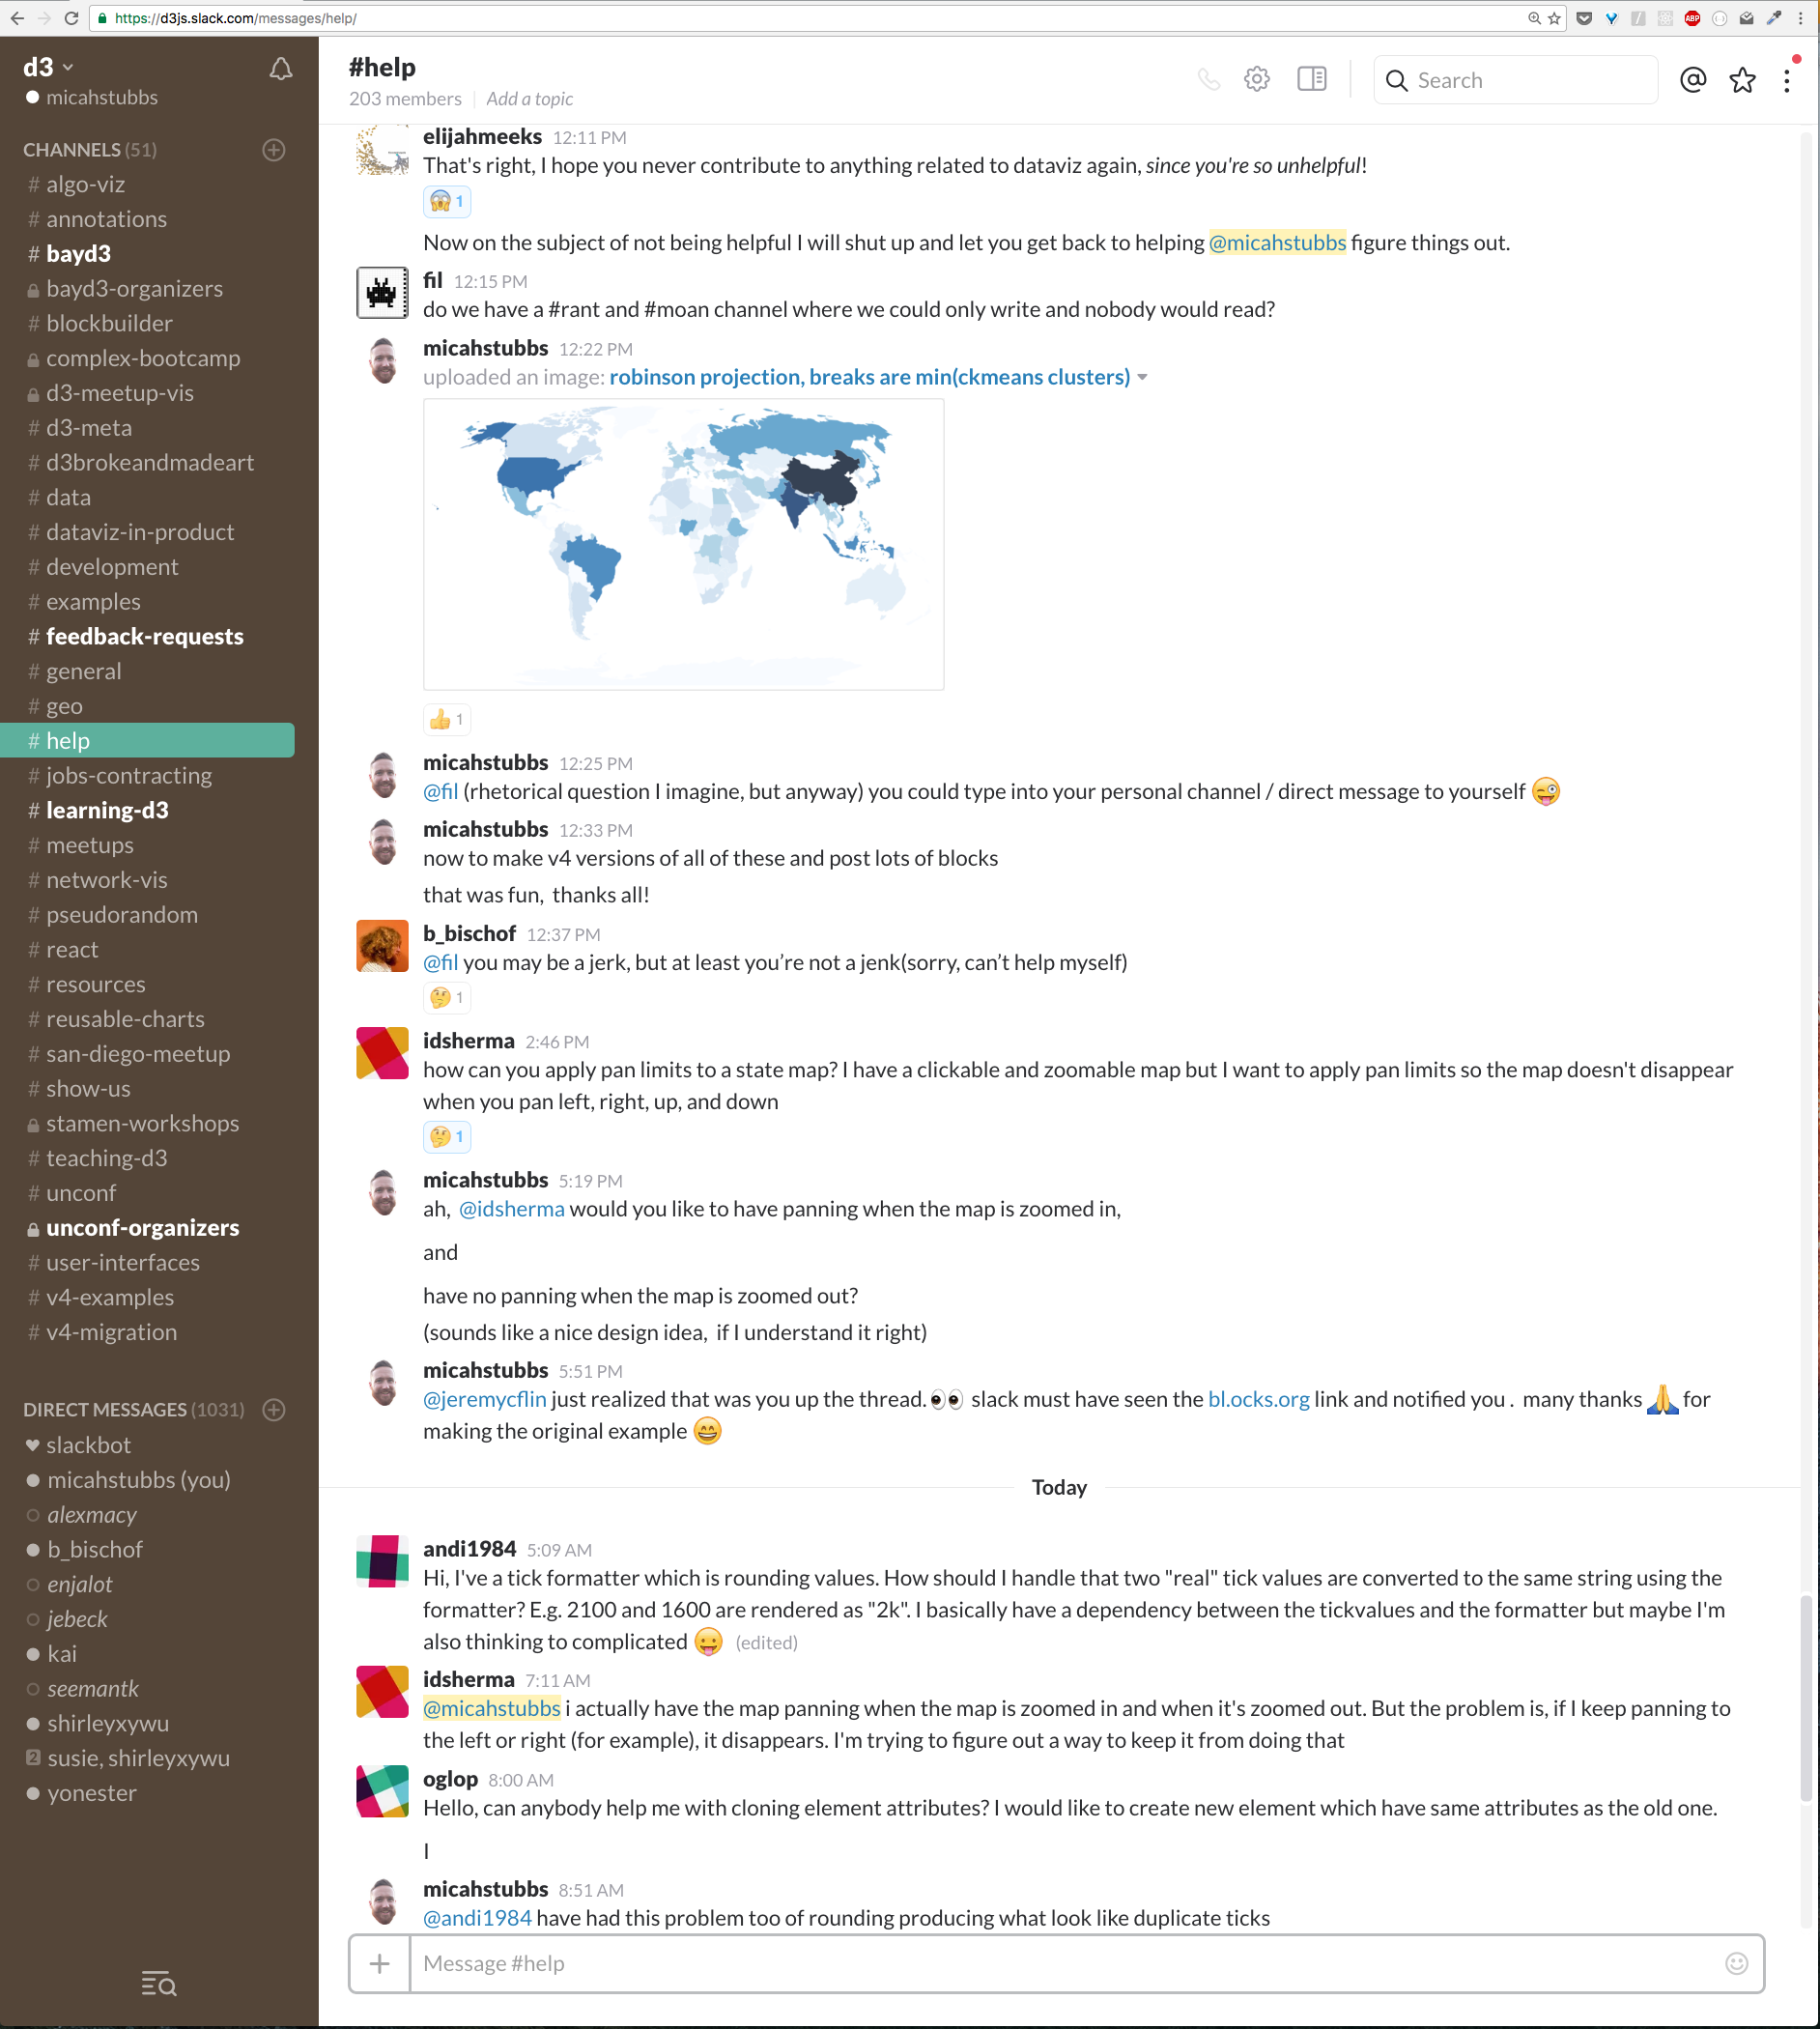 https://d3js.slack.com/messages/help/
ABP
d3
micahstubbs
CHANNELS (51)
# algo-viz
# annotations
# bayd3
bayd3-organizers
# blockbuilder
complex-bootcamp
d3-meetup-vis
# d3-meta
# d3brokeandmadeart
# data
# dataviz-in-product
# development
# examples
# feedback-requests
# general
# geo
# help
# jobs-contracting
# learning-d3
# meetups
# network-vis
# pseudorandom
# react
# resources
# reusable-charts
# san-diego-meetup
# show-us
stamen-workshops
# teaching-d3
# unconf
unconf-organizers
# user-interfaces
# v4-examples
# v4-migration
DIRECT MESSAGES (1031)
slackbot
micahstubbs (you)
alexmacy
b_bischof
enjalot
jebeck
kai
seemantk
shirleyxywu
2 susie, shirleyxywu
yonester
#help
203 members | Add a topic
Search
elijahmeeks 12:11 PM
That's right, I hope you never contribute to anything related to dataviz again, since you're so unhelpful!
1
Now on the subject of not being helpful I will shut up and let you get back to helping @micahstubbs figure things out.
fil 12:15 PM
do we have a #rant and #moan channel where we could only write and nobody would read?
micahstubbs 12:22 PM
uploaded an image: robinson projection, breaks are min(ckmeans clusters)
1
micahstubbs 12:25 PM
@fil (rhetorical question I imagine, but anyway) you could type into your personal channel / direct message to yourself 😜
micahstubbs 12:33 PM
now to make v4 versions of all of these and post lots of blocks
that was fun, thanks all!
b_bischof 12:37 PM
@fil you may be a jerk, but at least you’re not a jenk(sorry, can’t help myself)
1
idsherma 2:46 PM
how can you apply pan limits to a state map? I have a clickable and zoomable map but I want to apply pan limits so the map doesn't disappear
when you pan left, right, up, and down
1
micahstubbs 5:19 PM
ah, @idsherma would you like to have panning when the map is zoomed in,
and
have no panning when the map is zoomed out?
(sounds like a nice design idea, if I understand it right)
micahstubbs 5:51 PM
@jeremycflin just realized that was you up the thread. 👀 slack must have seen the bl.ocks.org link and notified you . many thanks 🙏 for
making the original example 😄
Today
andi1984 5:09 AM
Hi, I've a tick formatter which is rounding values. How should I handle that two "real" tick values are converted to the same string using the
formatter? E.g. 2100 and 1600 are rendered as "2k". I basically have a dependency between the tickvalues and the formatter but maybe I'm
also thinking to complicated 😛 (edited)
idsherma 7:11 AM
@micahstubbs i actually have the map panning when the map is zoomed in and when it's zoomed out. But the problem is, if I keep panning to
the left or right (for example), it disappears. I'm trying to figure out a way to keep it from doing that
oglop 8:00 AM
Hello, can anybody help me with cloning element attributes? I would like to create new element which have same attributes as the old one.
I
micahstubbs 8:51 AM
@andi1984 have had this problem too of rounding producing what look like duplicate ticks
Message #help